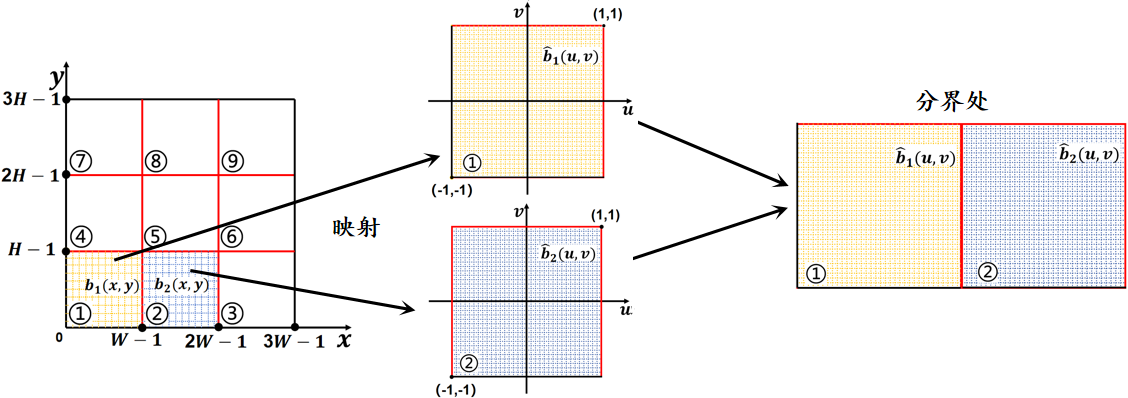 y
3H − 1
⑦ ⑧ ⑨
2H − 1
④ ⑤ ⑥
H − 1
b₁(x, y) b₂(x, y)
① ② ③
0 W − 1 2W − 1 3W − 1 x
映射
v (1,1)
b̂₁(u, v)
u
①
(-1,-1)
v (1,1)
b̂₂(u, v)
u
②
(-1,-1)
分界处
b̂₁(u, v) b̂₂(u, v)
① ②